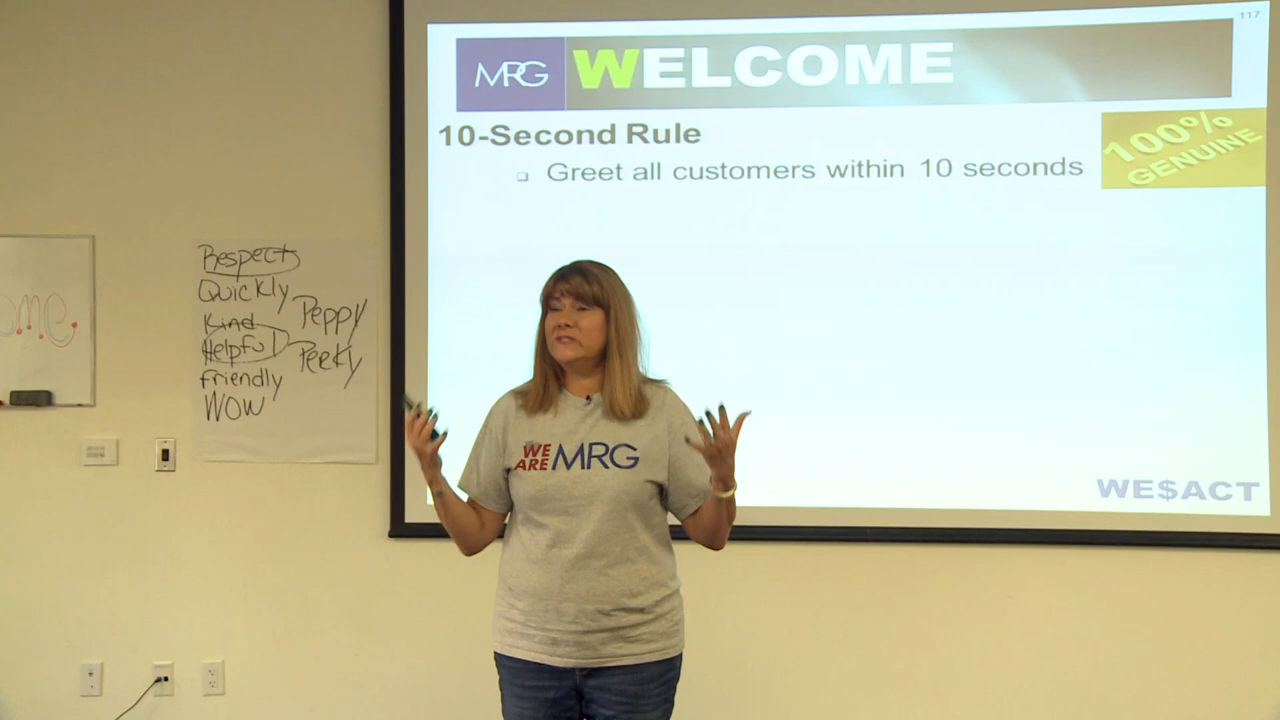 117
MRG WELCOME
10-Second Rule
Greet all customers within 10 seconds
100%
GENUINE
WE$ACT
Respect
Quickly
Kind
Helpful
Friendly
WOW
Peppy
Perky
ome.
WE
ARE
MRG